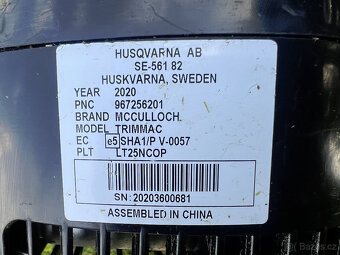 HUSQVARNA AB
SE-561 82
HUSKVARNA, SWEDEN
YEAR 2020
PNC 967256201
BRAND MCCULLOCH.
MODEL TRIMMAC
EC e5 SHA1/P V-0057
PLT LT25NCOP
SN: 20203600681
ASSEMBLED IN CHINA